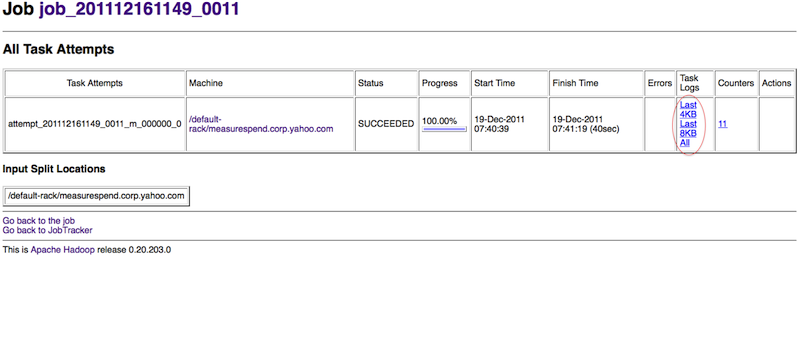 Job job_201112161149_0011
All Task Attempts
Task Attempts Machine Status Progress Start Time Finish Time Errors Task Logs Counters Actions
attempt_201112161149_0011_m_000000_0 /default-rack/measurespend.corp.yahoo.com SUCCEEDED 100.00% 19-Dec-2011 07:40:39 19-Dec-2011 07:41:19 (40sec) Last 4KB Last 8KB All 11
Input Split Locations
/default-rack/measurespend.corp.yahoo.com
Go back to the job
Go back to JobTracker
This is Apache Hadoop release 0.20.203.0